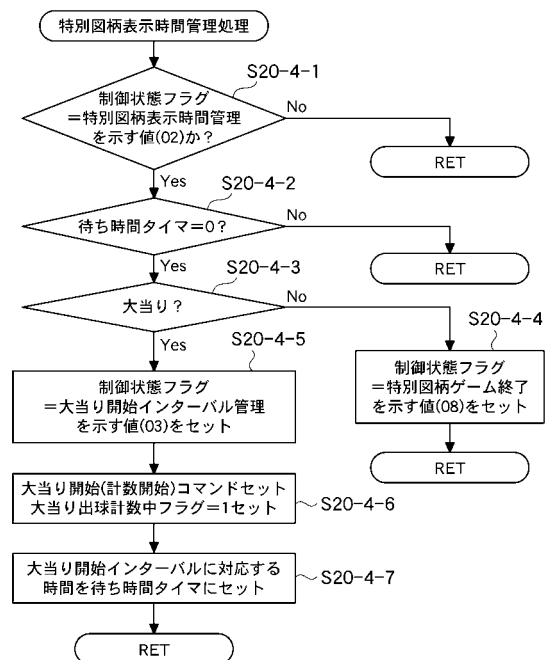 特別図柄表示時間管理処理
S20-4-1
制御状態フラグ
＝特別図柄表示時間管理
を示す値(02)か？
No
RET
Yes
S20-4-2
待ち時間タイマ＝0？
No
RET
Yes
S20-4-3
大当り？
No
S20-4-4
制御状態フラグ
＝特別図柄ゲーム終了
を示す値(08)をセット
RET
Yes
S20-4-5
制御状態フラグ
＝大当り開始インターバル管理
を示す値(03)をセット
大当り開始(計数開始)コマンドセット
大当り出球計数中フラグ＝1セット
S20-4-6
大当り開始インターバルに対応する
時間を待ち時間タイマにセット
S20-4-7
RET